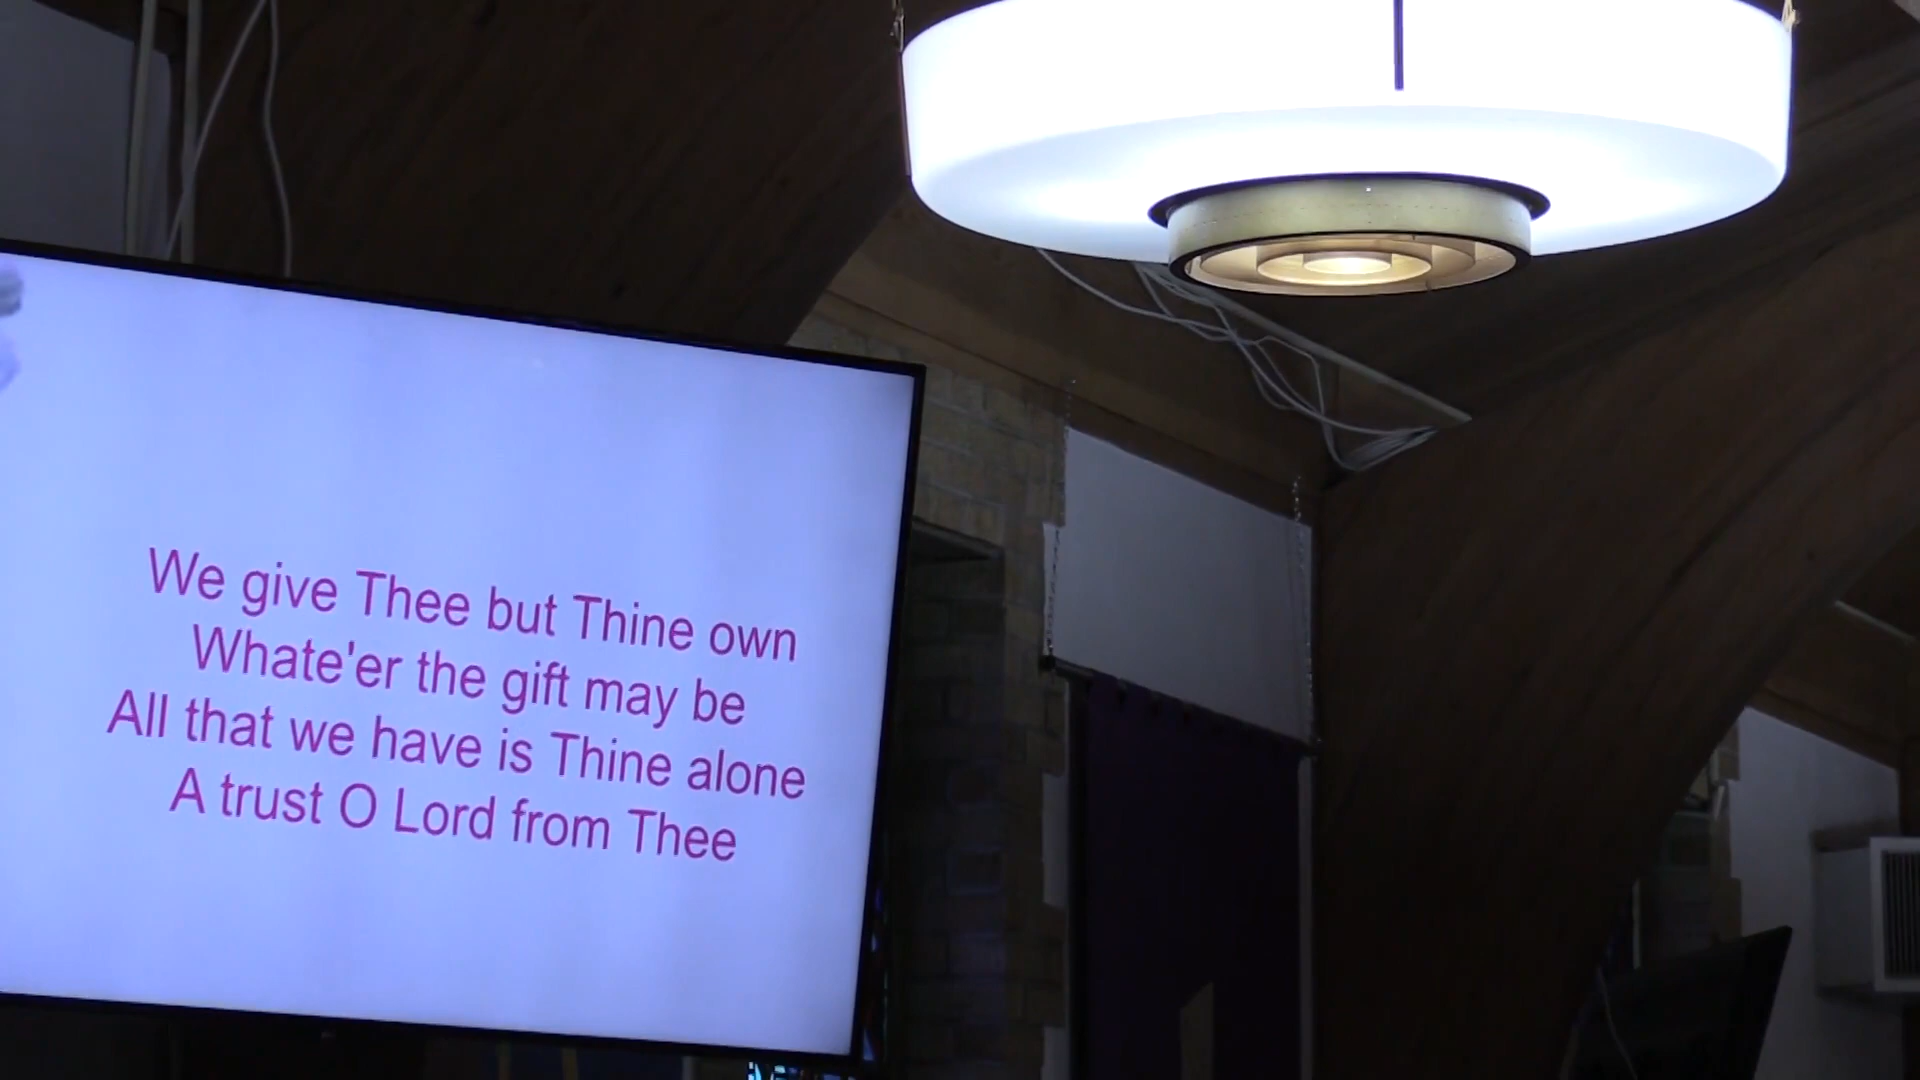 We give Thee but Thine own
Whate'er the gift may be
All that we have is Thine alone
A trust O Lord from Thee